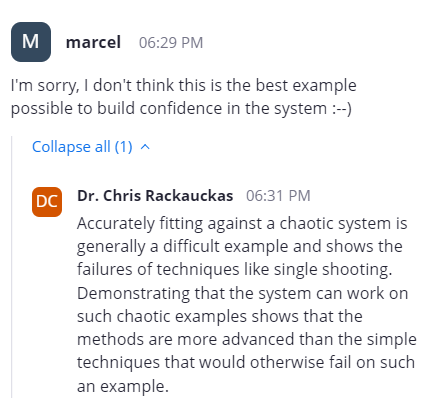 M marcel 06:29 PM
I'm sorry, I don't think this is the best example
possible to build confidence in the system :--)
Collapse all (1)
DC Dr. Chris Rackauckas 06:31 PM
Accurately fitting against a chaotic system is
generally a difficult example and shows the
failures of techniques like single shooting.
Demonstrating that the system can work on
such chaotic examples shows that the
methods are more advanced than the simple
techniques that would otherwise fail on such
an example.